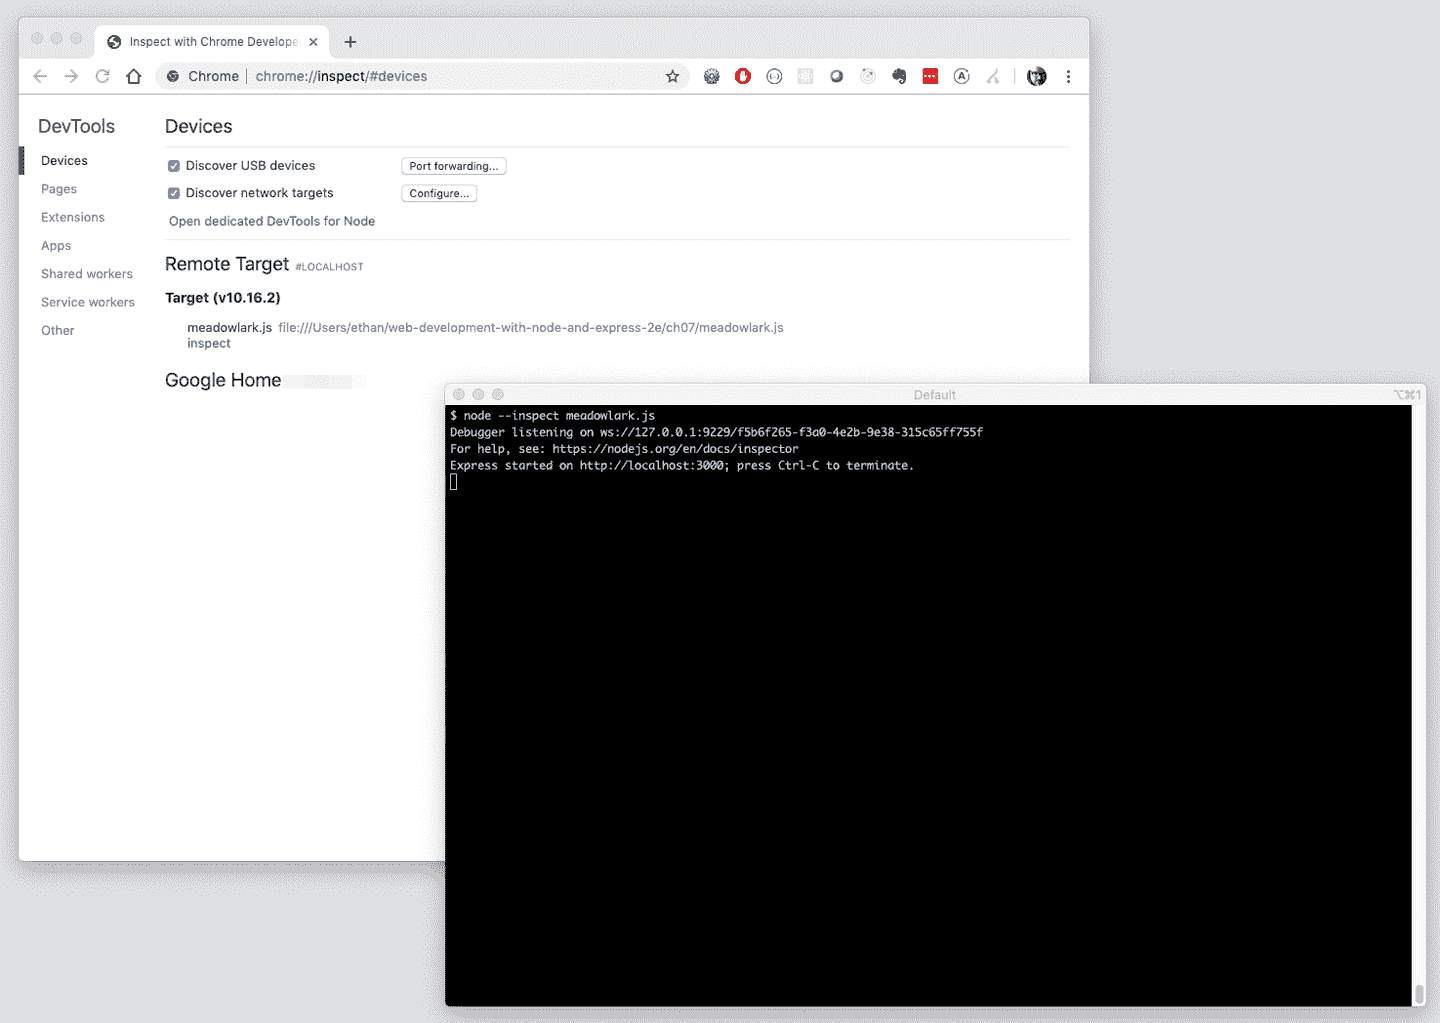 Inspect with Chrome Develope
Chrome | chrome://inspect/#devices
DevTools
Devices
Pages
Extensions
Apps
Shared workers
Service workers
Other
Devices
Discover USB devices Port forwarding...
Discover network targets Configure...
Open dedicated DevTools for Node
Remote Target #LOCALHOST
Target (v10.16.2)
meadowlark.js file:///Users/ethan/web-development-with-node-and-express-2e/ch07/meadowlark.js
inspect
Google Home
Default ⌥⌘1
$ node --inspect meadowlark.js
Debugger listening on ws://127.0.0.1:9229/f5b6f265-f3a0-4e2b-9e38-315c65ff755f
For help, see: https://nodejs.org/en/docs/inspector
Express started on http://localhost:3000; press Ctrl-C to terminate.